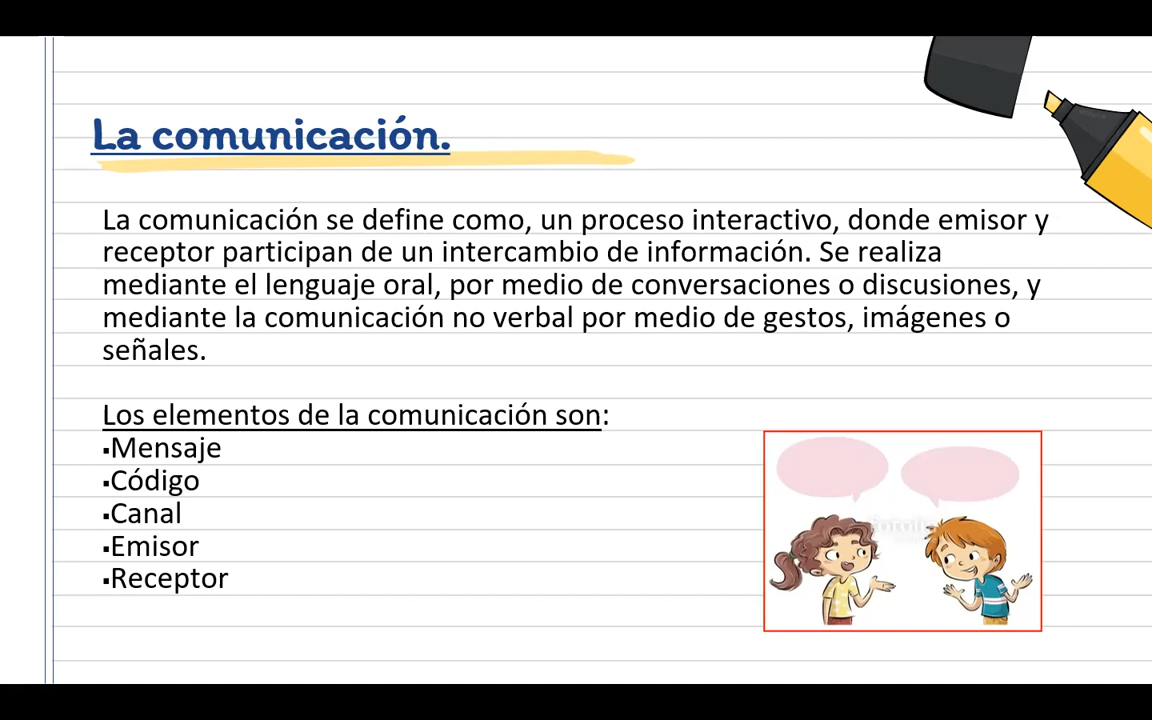 La comunicación.
La comunicación se define como, un proceso interactivo, donde emisor y
receptor participan de un intercambio de información. Se realiza
mediante el lenguaje oral, por medio de conversaciones o discusiones, y
mediante la comunicación no verbal por medio de gestos, imágenes o
señales.
Los elementos de la comunicación son:
▪Mensaje
▪Código
▪Canal
▪Emisor
▪Receptor